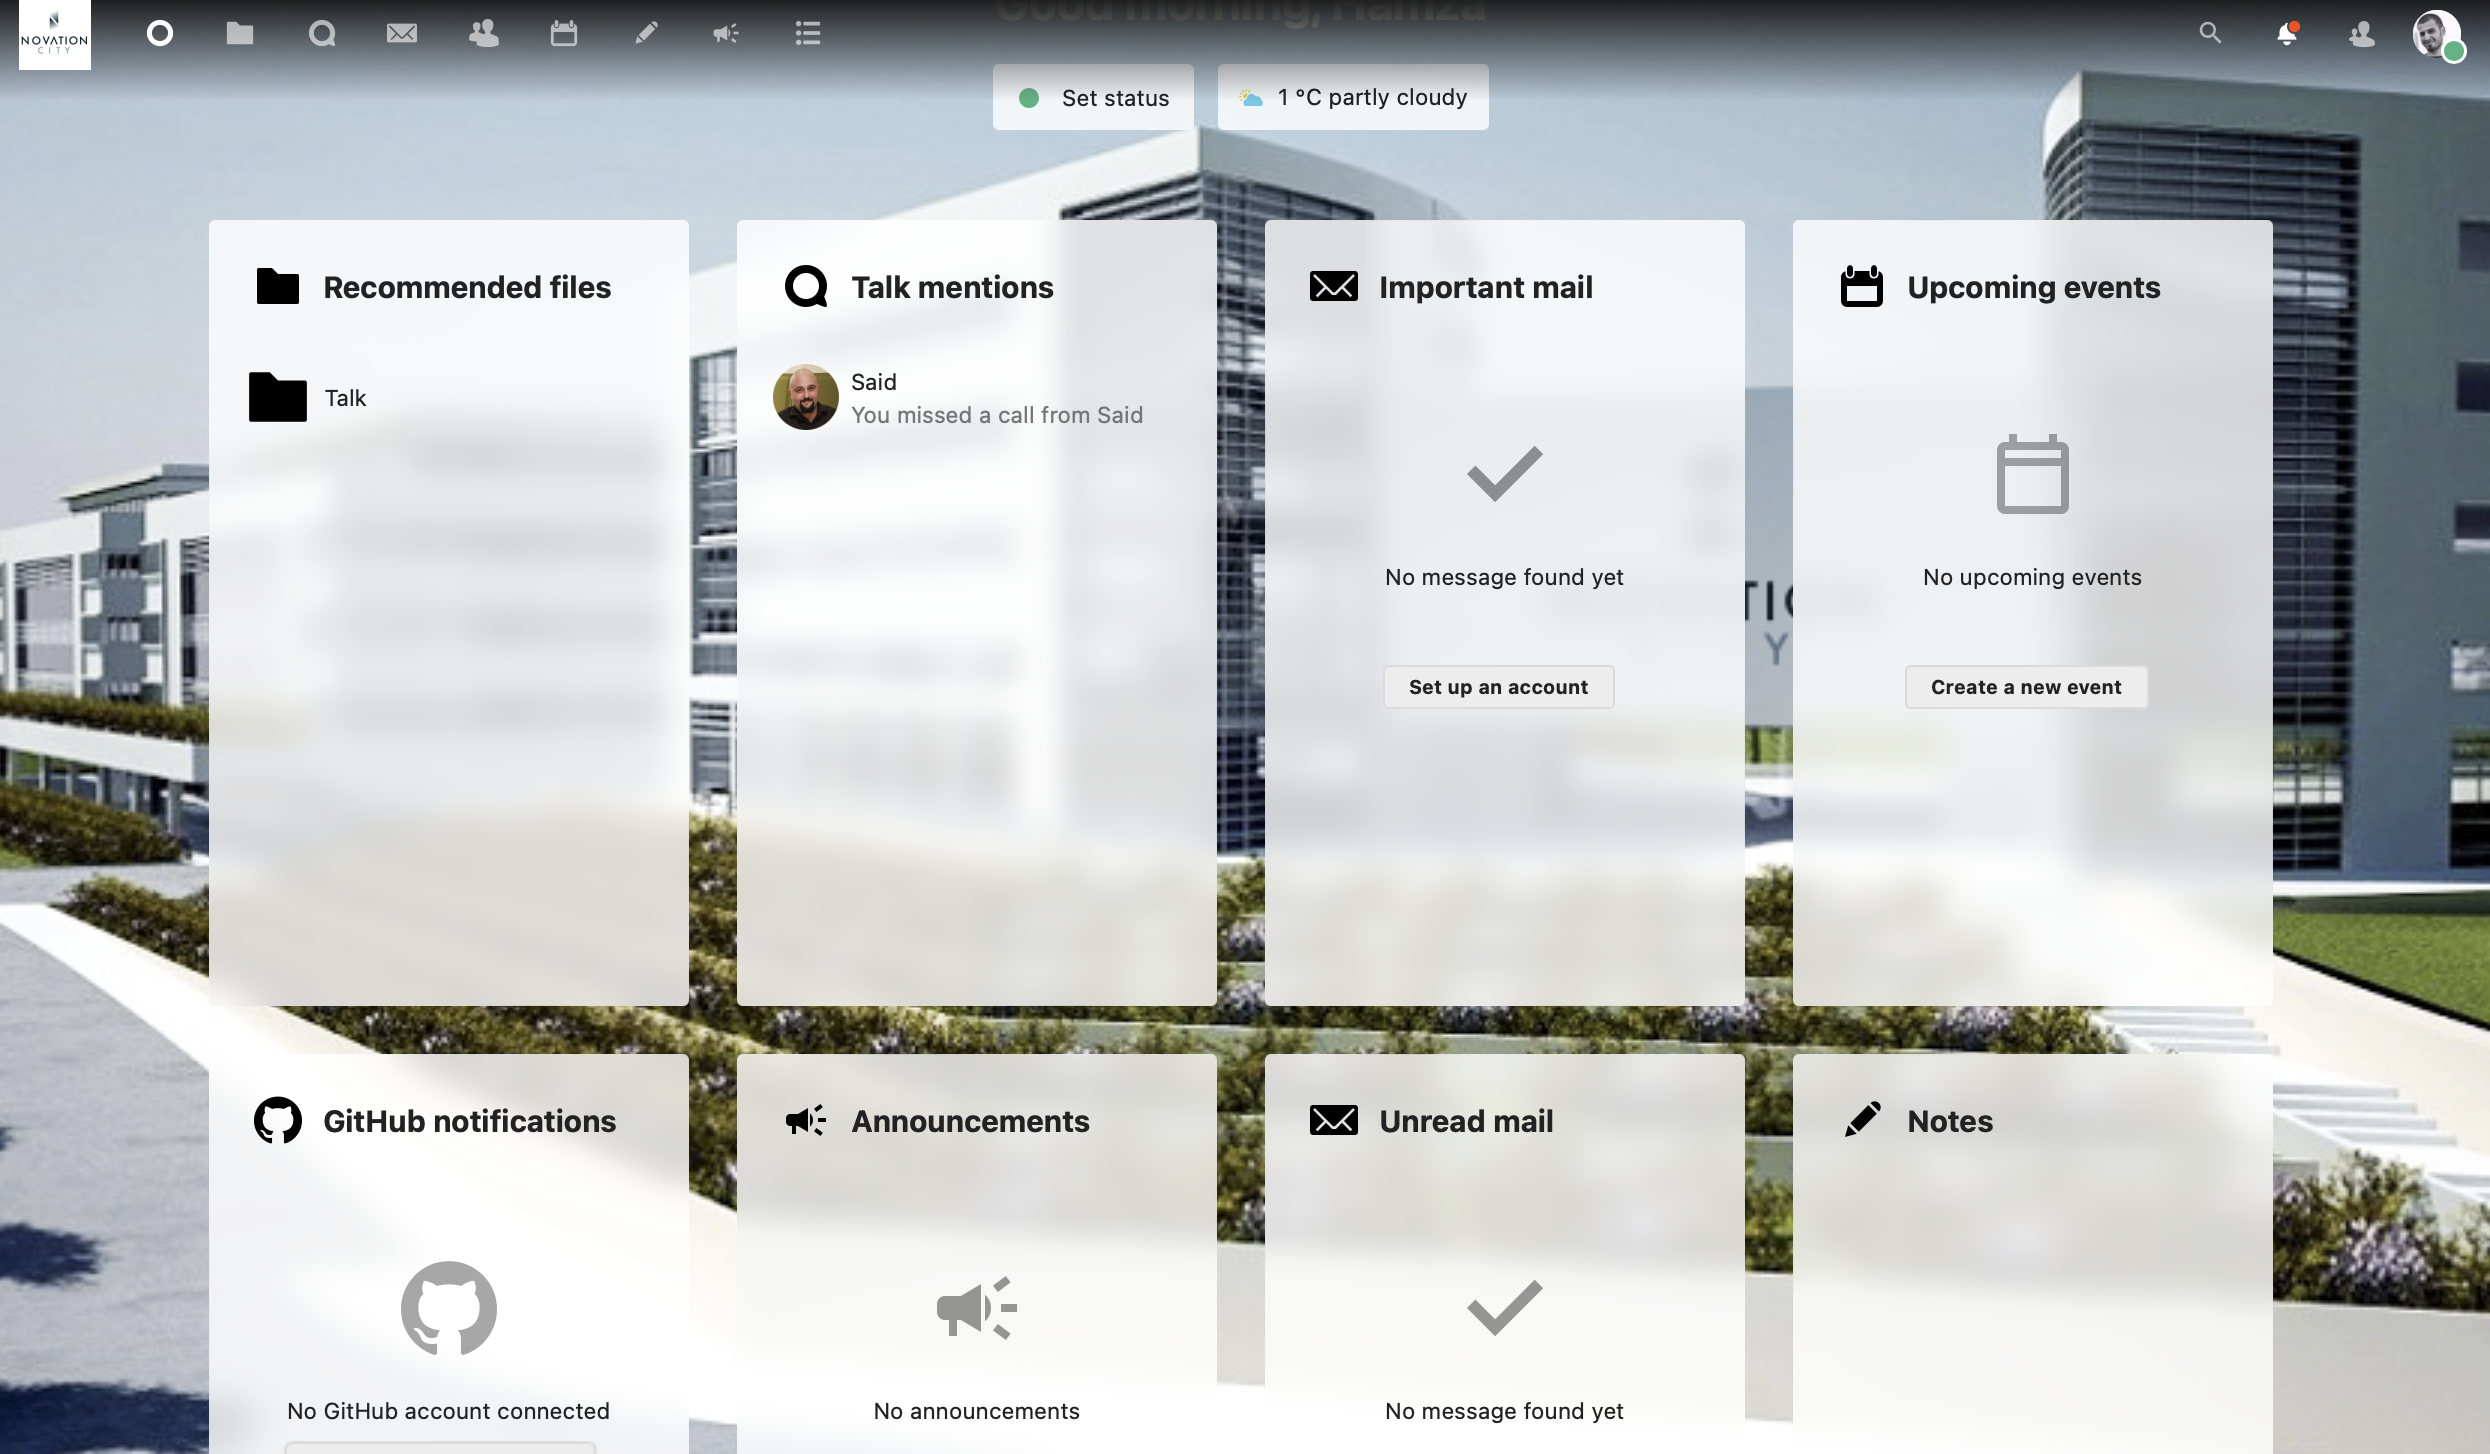 Good morning, Hamza
NOVATION
CITY
Set status
1 °C partly cloudy
Recommended files
Talk
Talk mentions
Said
You missed a call from Said
Important mail
No message found yet
Set up an account
Upcoming events
No upcoming events
Create a new event
GitHub notifications
No GitHub account connected
Announcements
No announcements
Unread mail
No message found yet
Notes